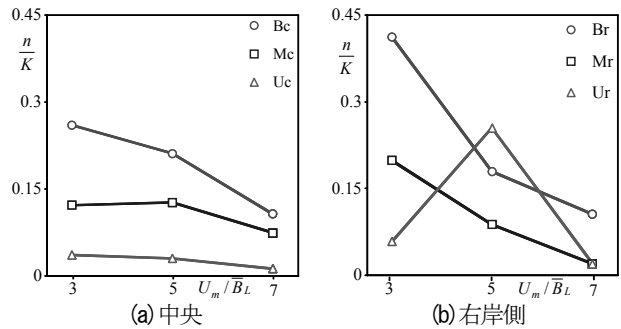 0.45
n/K
0.3
0.15
0
Bc
Mc
Uc
3
5
U_m / B̅_L
7
(a) 中央
0.45
n/K
0.3
0.15
0
Br
Mr
Ur
3
5
U_m / B̅_L
7
(b) 右岸側